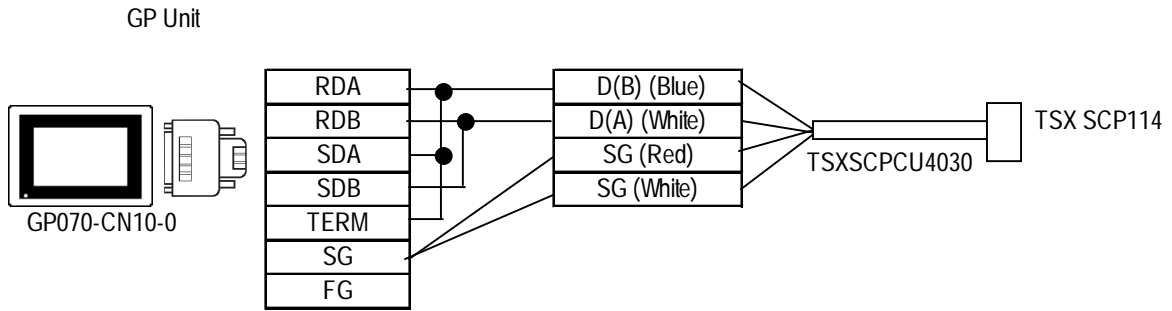 GP Unit
RDA
RDB
SDA
SDB
TERM
SG
FG
D(B) (Blue)
D(A) (White)
SG (Red)
SG (White)
TSX SCP114
TSXSCPCU4030
GP070-CN10-0